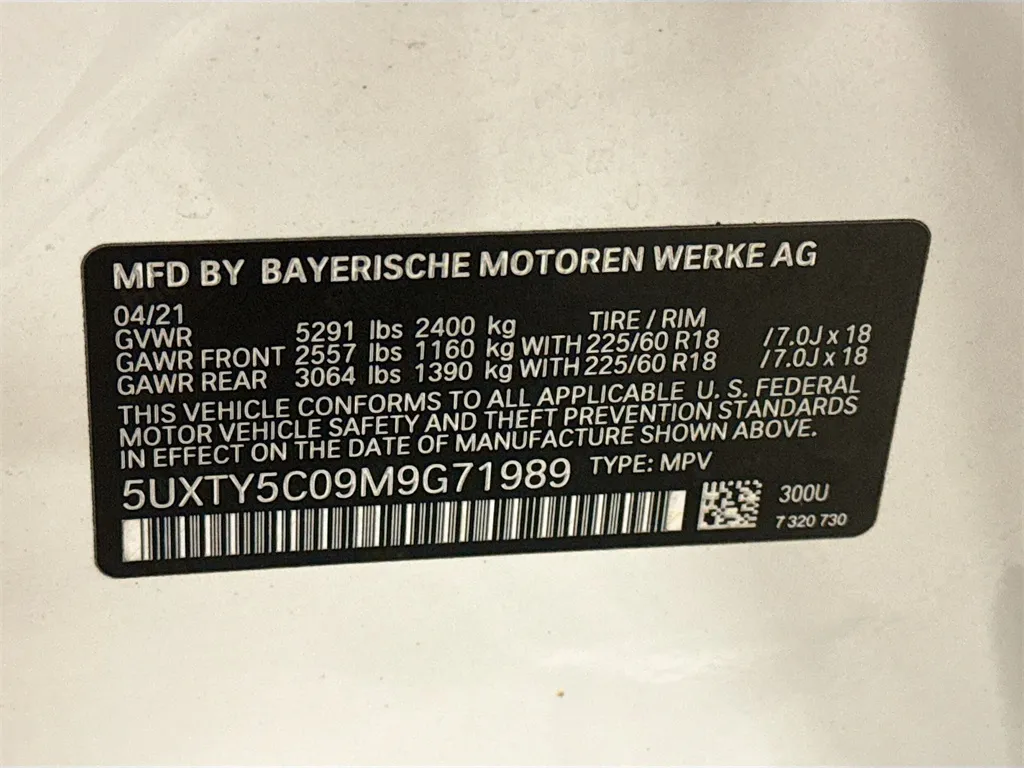 MFD BY BAYERISCHE MOTOREN WERKE AG
04/21
GVWR 5291 lbs 2400 kg TIRE / RIM
GAWR FRONT 2557 lbs 1160 kg WITH 225/60 R18 /7.0J x 18
GAWR REAR 3064 lbs 1390 kg WITH 225/60 R18 /7.0J x 18
THIS VEHICLE CONFORMS TO ALL APPLICABLE U. S. FEDERAL
MOTOR VEHICLE SAFETY AND THEFT PREVENTION STANDARDS
IN EFFECT ON THE DATE OF MANUFACTURE SHOWN ABOVE.
5UXTY5C09M9G71989 TYPE: MPV
300U
7 320 730